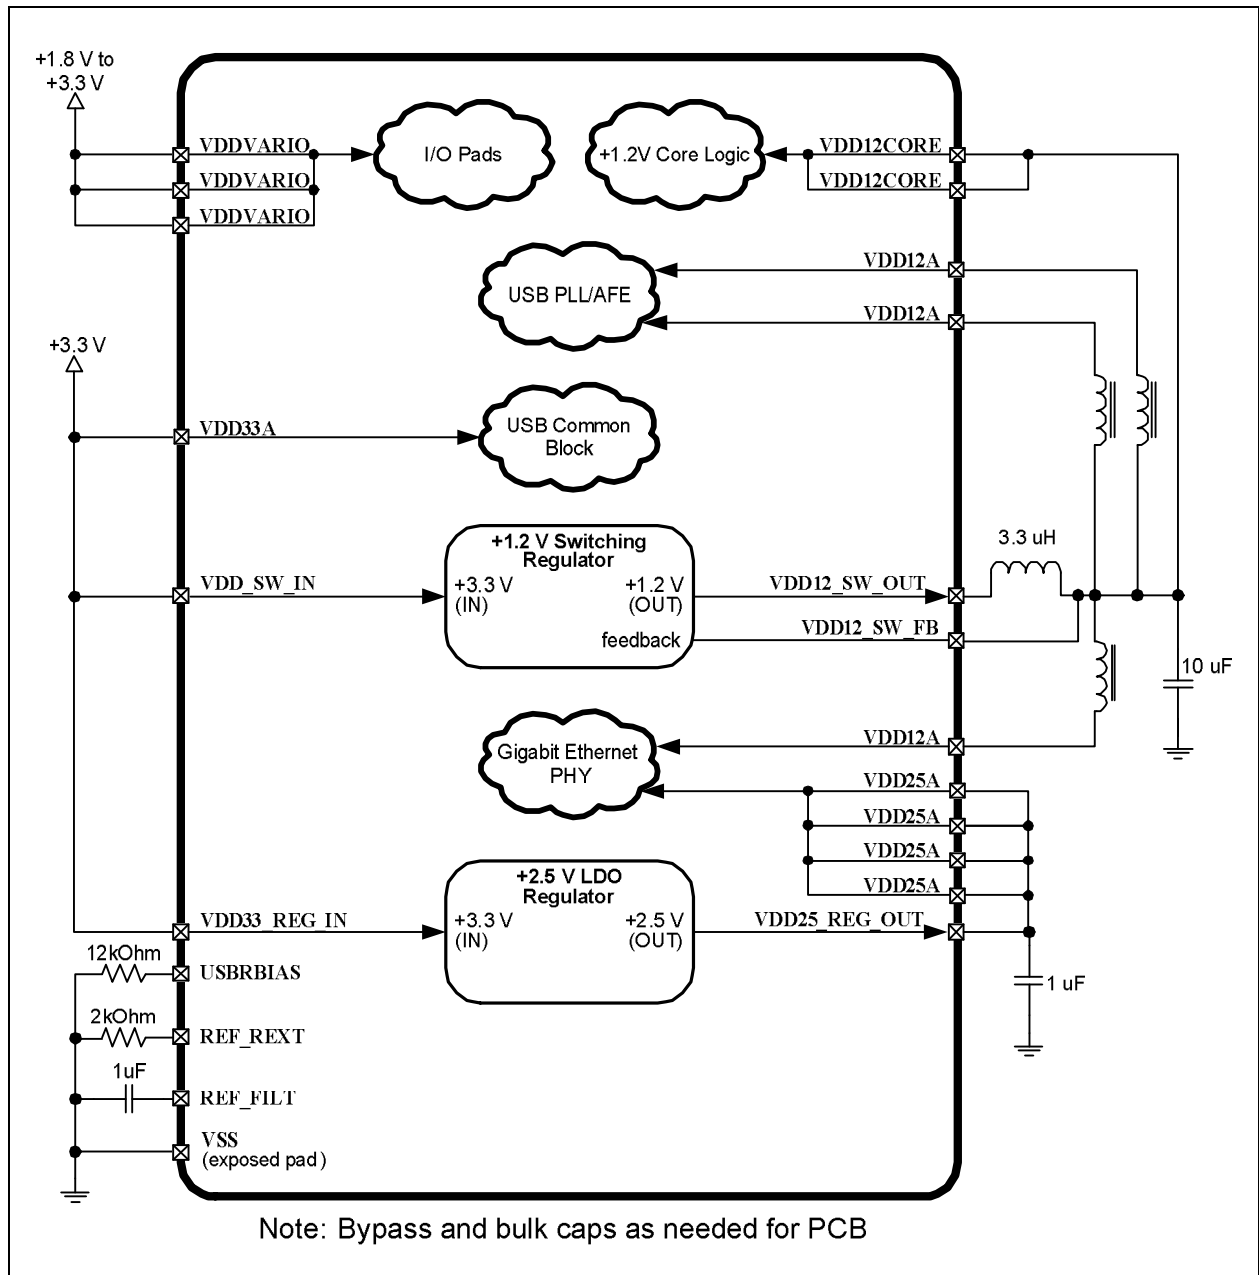 +1.8 V to
+3.3 V
VDDVARIO
VDDVARIO
VDDVARIO
I/O Pads
+1.2V Core Logic
VDD12CORE
VDD12CORE
USB PLL/AFE
VDD12A
VDD12A
+3.3 V
VDD33A
USB Common
Block
VDD_SW_IN
+1.2 V Switching
Regulator
+3.3 V
(IN)
+1.2 V
(OUT)
feedback
VDD12_SW_OUT
VDD12_SW_FB
3.3 uH
10 uF
Gigabit Ethernet
PHY
VDD12A
VDD25A
VDD25A
VDD25A
VDD25A
VDD33_REG_IN
+2.5 V LDO
Regulator
+3.3 V
(IN)
+2.5 V
(OUT)
VDD25_REG_OUT
1 uF
12kOhm
USBRBIAS
2kOhm
REF_REXT
1uF
REF_FILT
VSS
(exposed pad)
Note: Bypass and bulk caps as needed for PCB